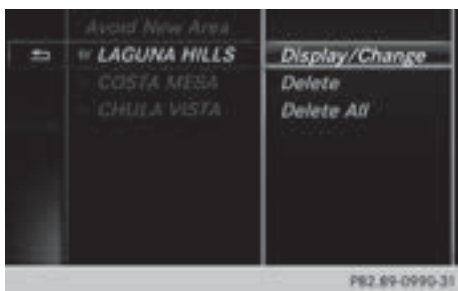 Avoid New Area
LAGUNA HILLS
COSTA MESA
CHULA VISTA
Display/Change
Delete
Delete All
P82.89-0990-31